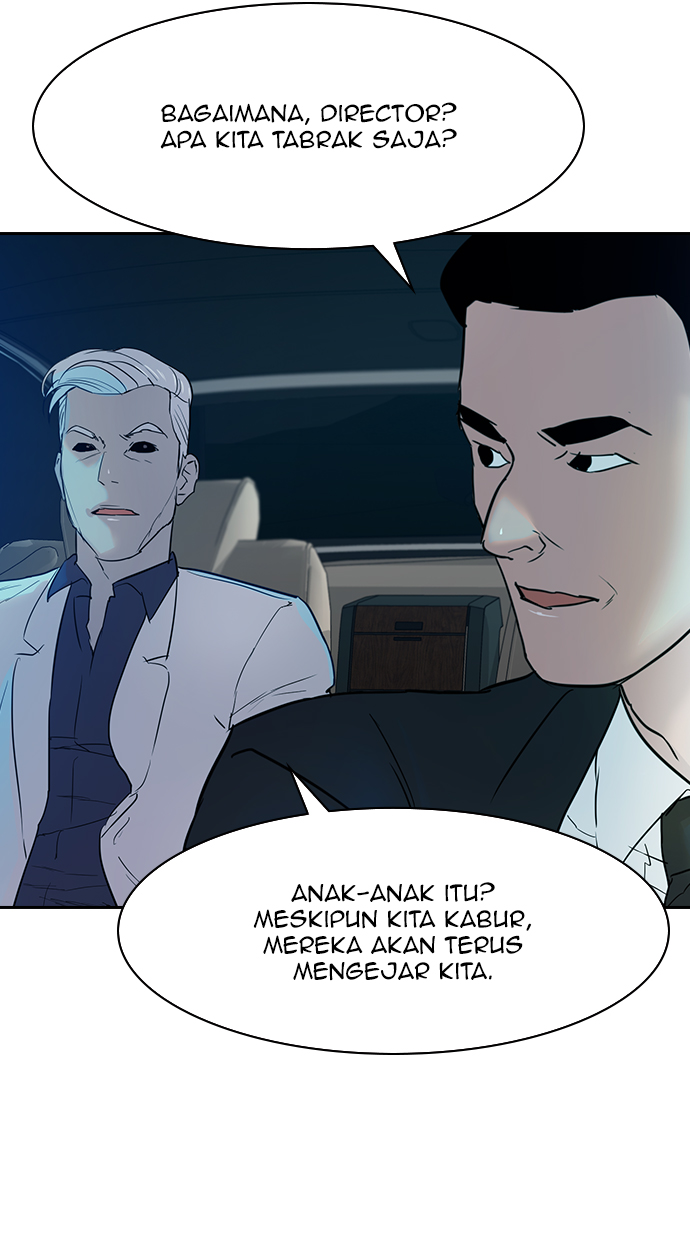 BAGAIMANA, DIRECTOR?
APA KITA TABRAK SAJA?
ANAK-ANAK ITU?
MESKIPUN KITA KABUR,
MEREKA AKAN TERUS
MENGEJAR KITA.